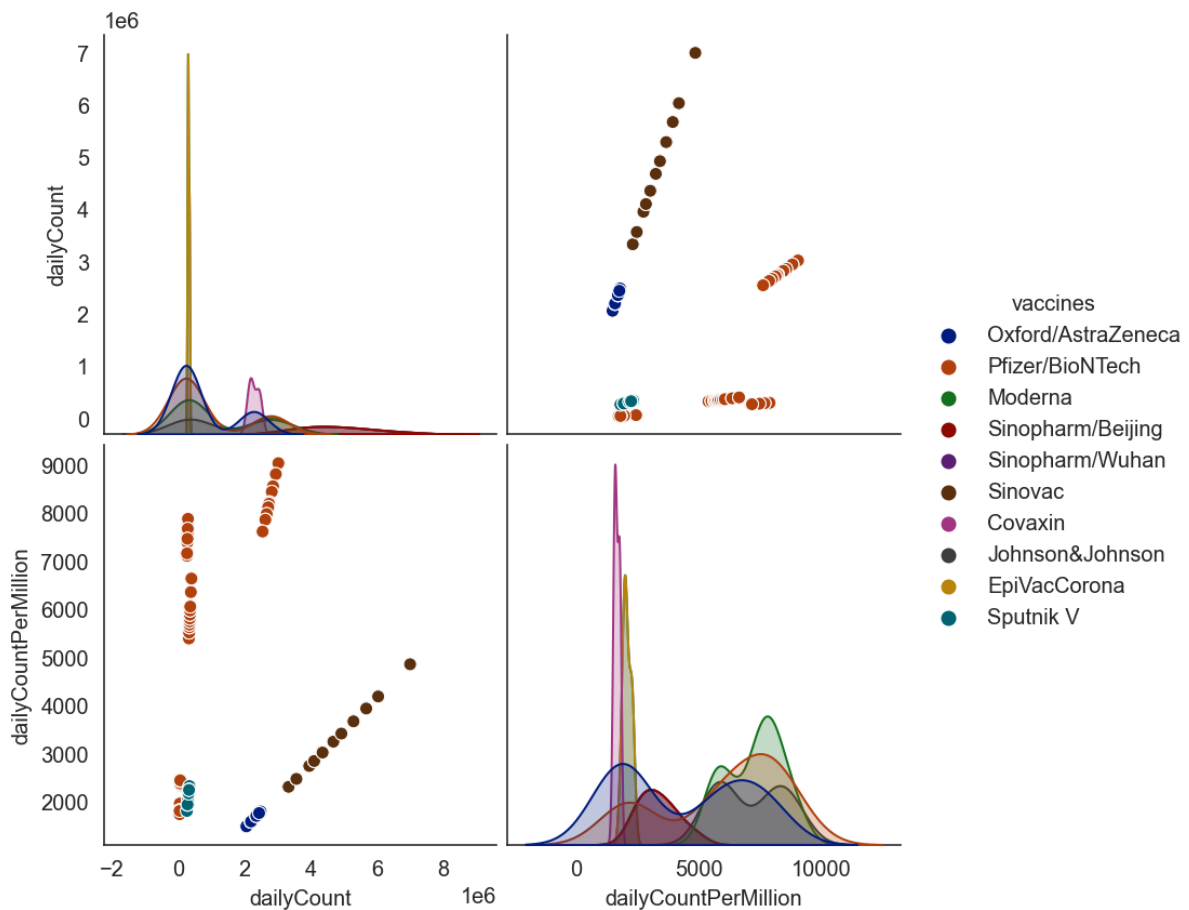 1e6
7
6
5
4
3
2
1
0
dailyCount
9000
8000
7000
6000
5000
4000
3000
2000
dailyCountPerMillion
−2 0 2 4 6 8
1e6
dailyCount
0 5000 10000
dailyCountPerMillion
vaccines
Oxford/AstraZeneca
Pfizer/BioNTech
Moderna
Sinopharm/Beijing
Sinopharm/Wuhan
Sinovac
Covaxin
Johnson&Johnson
EpiVacCorona
Sputnik V